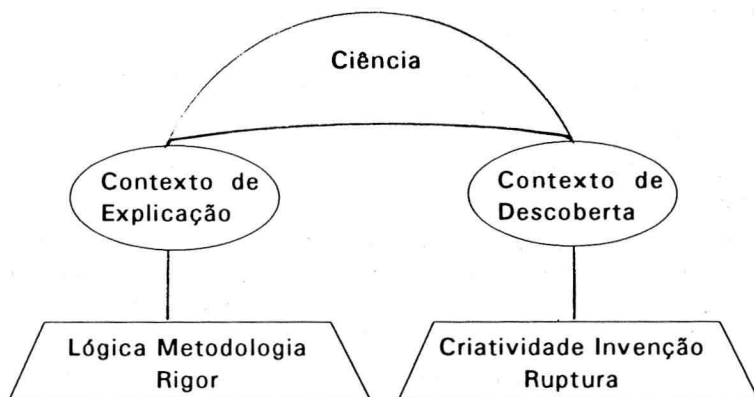 Ciência
Contexto de
Explicação
Contexto de
Descoberta
Lógica Metodologia
Rigor
Criatividade Invenção
Ruptura